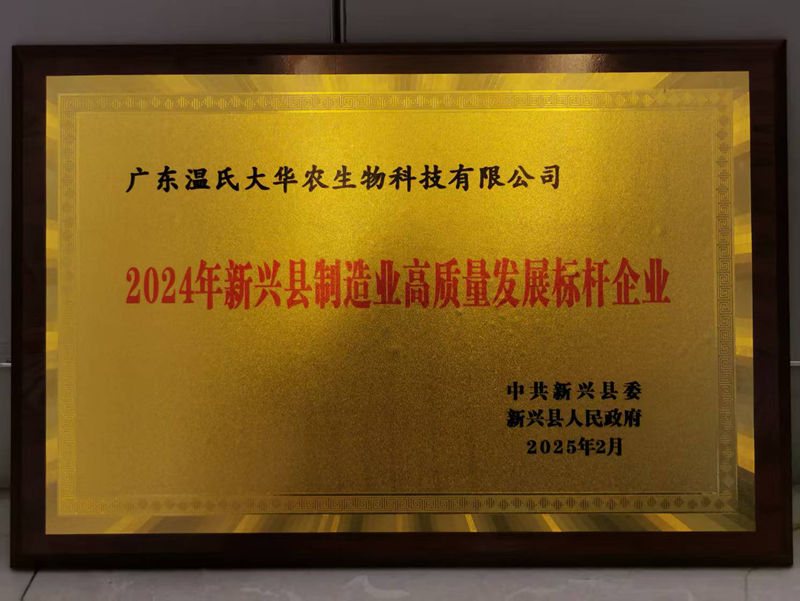 广东温氏大华农生物科技有限公司
2024年新兴县制造业高质量发展标杆企业
中共新兴县委
新兴县人民政府
2025年2月